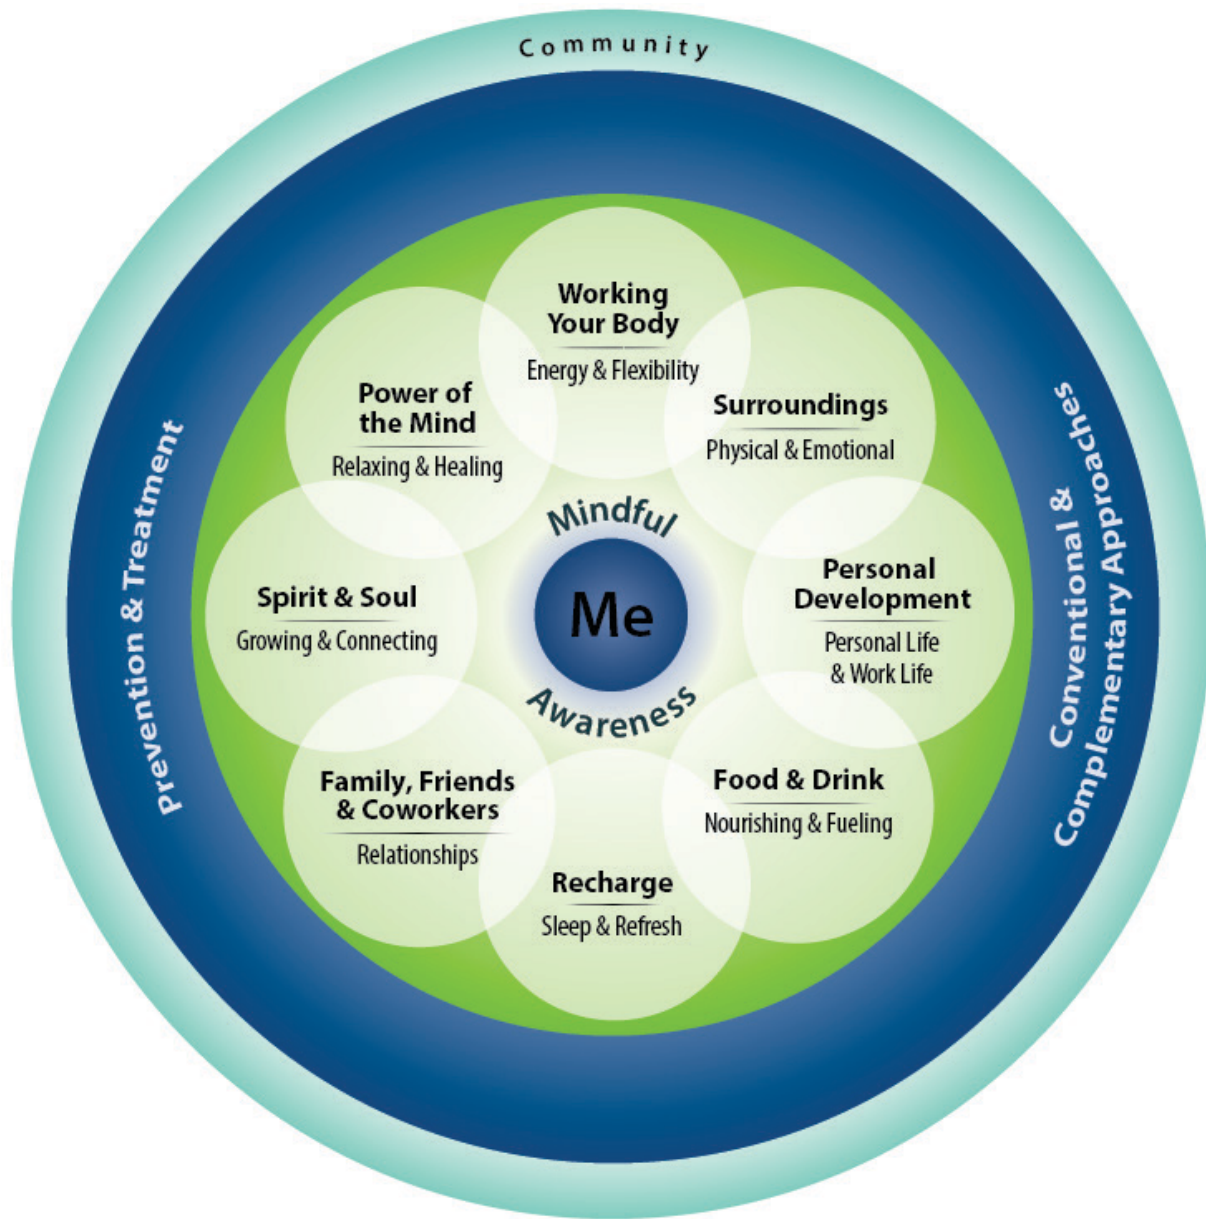 Community
Working
Your Body
Energy & Flexibility
Surroundings
Physical & Emotional
Personal
Development
Personal Life
& Work Life
Food & Drink
Nourishing & Fueling
Recharge
Sleep & Refresh
Family, Friends
& Coworkers
Relationships
Spirit & Soul
Growing & Connecting
Power of
the Mind
Relaxing & Healing
Mindful
Me
Awareness
Prevention & Treatment
Conventional &
Complementary Approaches